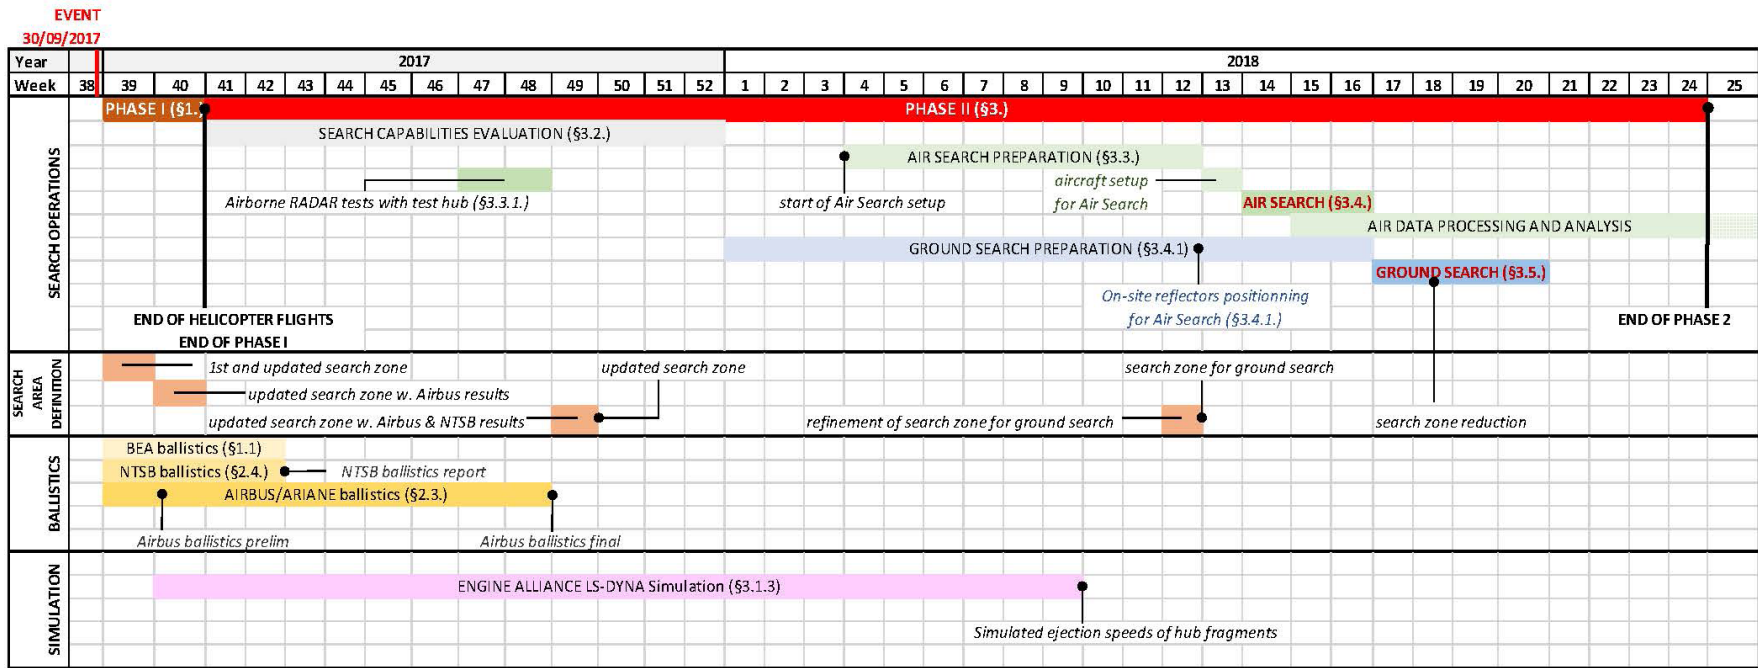 EVENT
30/09/2017
Year 2017 2018
Week 38 39 40 41 42 43 44 45 46 47 48 49 50 51 52 1 2 3 4 5 6 7 8 9 10 11 12 13 14 15 16 17 18 19 20 21 22 23 24 25
SEARCH OPERATIONS
PHASE I (§1.) PHASE II (§3.)
SEARCH CAPABILITIES EVALUATION (§3.2.)
AIR SEARCH PREPARATION (§3.3.)
aircraft setup
for Air Search
Airborne RADAR tests with test hub (§3.3.1.)
start of Air Search setup
AIR SEARCH (§3.4.)
AIR DATA PROCESSING AND ANALYSIS
GROUND SEARCH PREPARATION (§3.4.1)
GROUND SEARCH (§3.5.)
On-site reflectors positionning
for Air Search (§3.4.1.)
END OF HELICOPTER FLIGHTS
END OF PHASE I
END OF PHASE 2
SEARCH
AREA
DEFINITION
1st and updated search zone
updated search zone
search zone for ground search
updated search zone w. Airbus results
updated search zone w. Airbus & NTSB results
refinement of search zone for ground search
search zone reduction
BALLISTICS
BEA ballistics (§1.1)
NTSB ballistics (§2.4.)
NTSB ballistics report
AIRBUS/ARIANE ballistics (§2.3.)
Airbus ballistics prelim
Airbus ballistics final
SIMULATION
ENGINE ALLIANCE LS-DYNA Simulation (§3.1.3)
Simulated ejection speeds of hub fragments